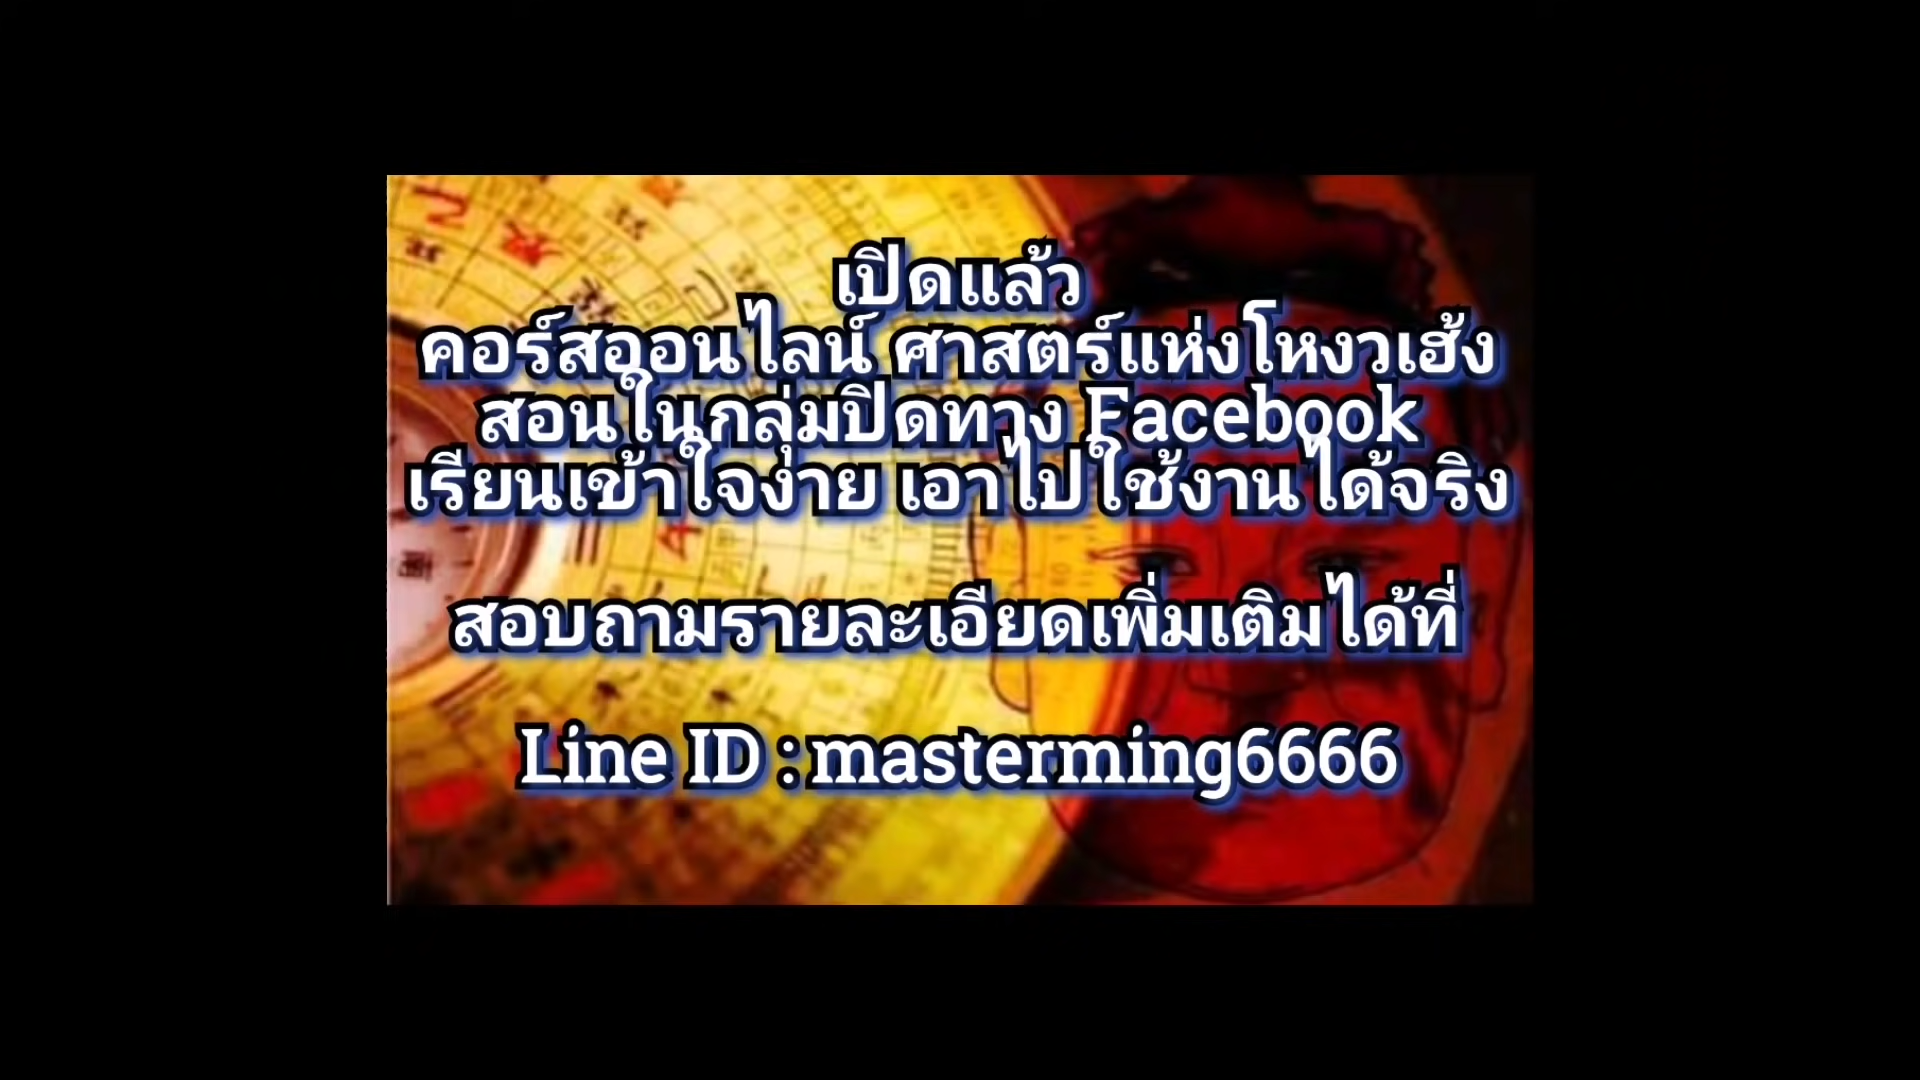 เปิดแล้ว
คอร์สออนไลน์ ศาสตร์แห่งโหงวเฮ้ง
สอนในกลุ่มปิดทาง Facebook
เรียนเข้าใจง่าย เอาไปใช้งานได้จริง
สอบถามรายละเอียดเพิ่มเติมได้ที่
Line ID : masterming6666